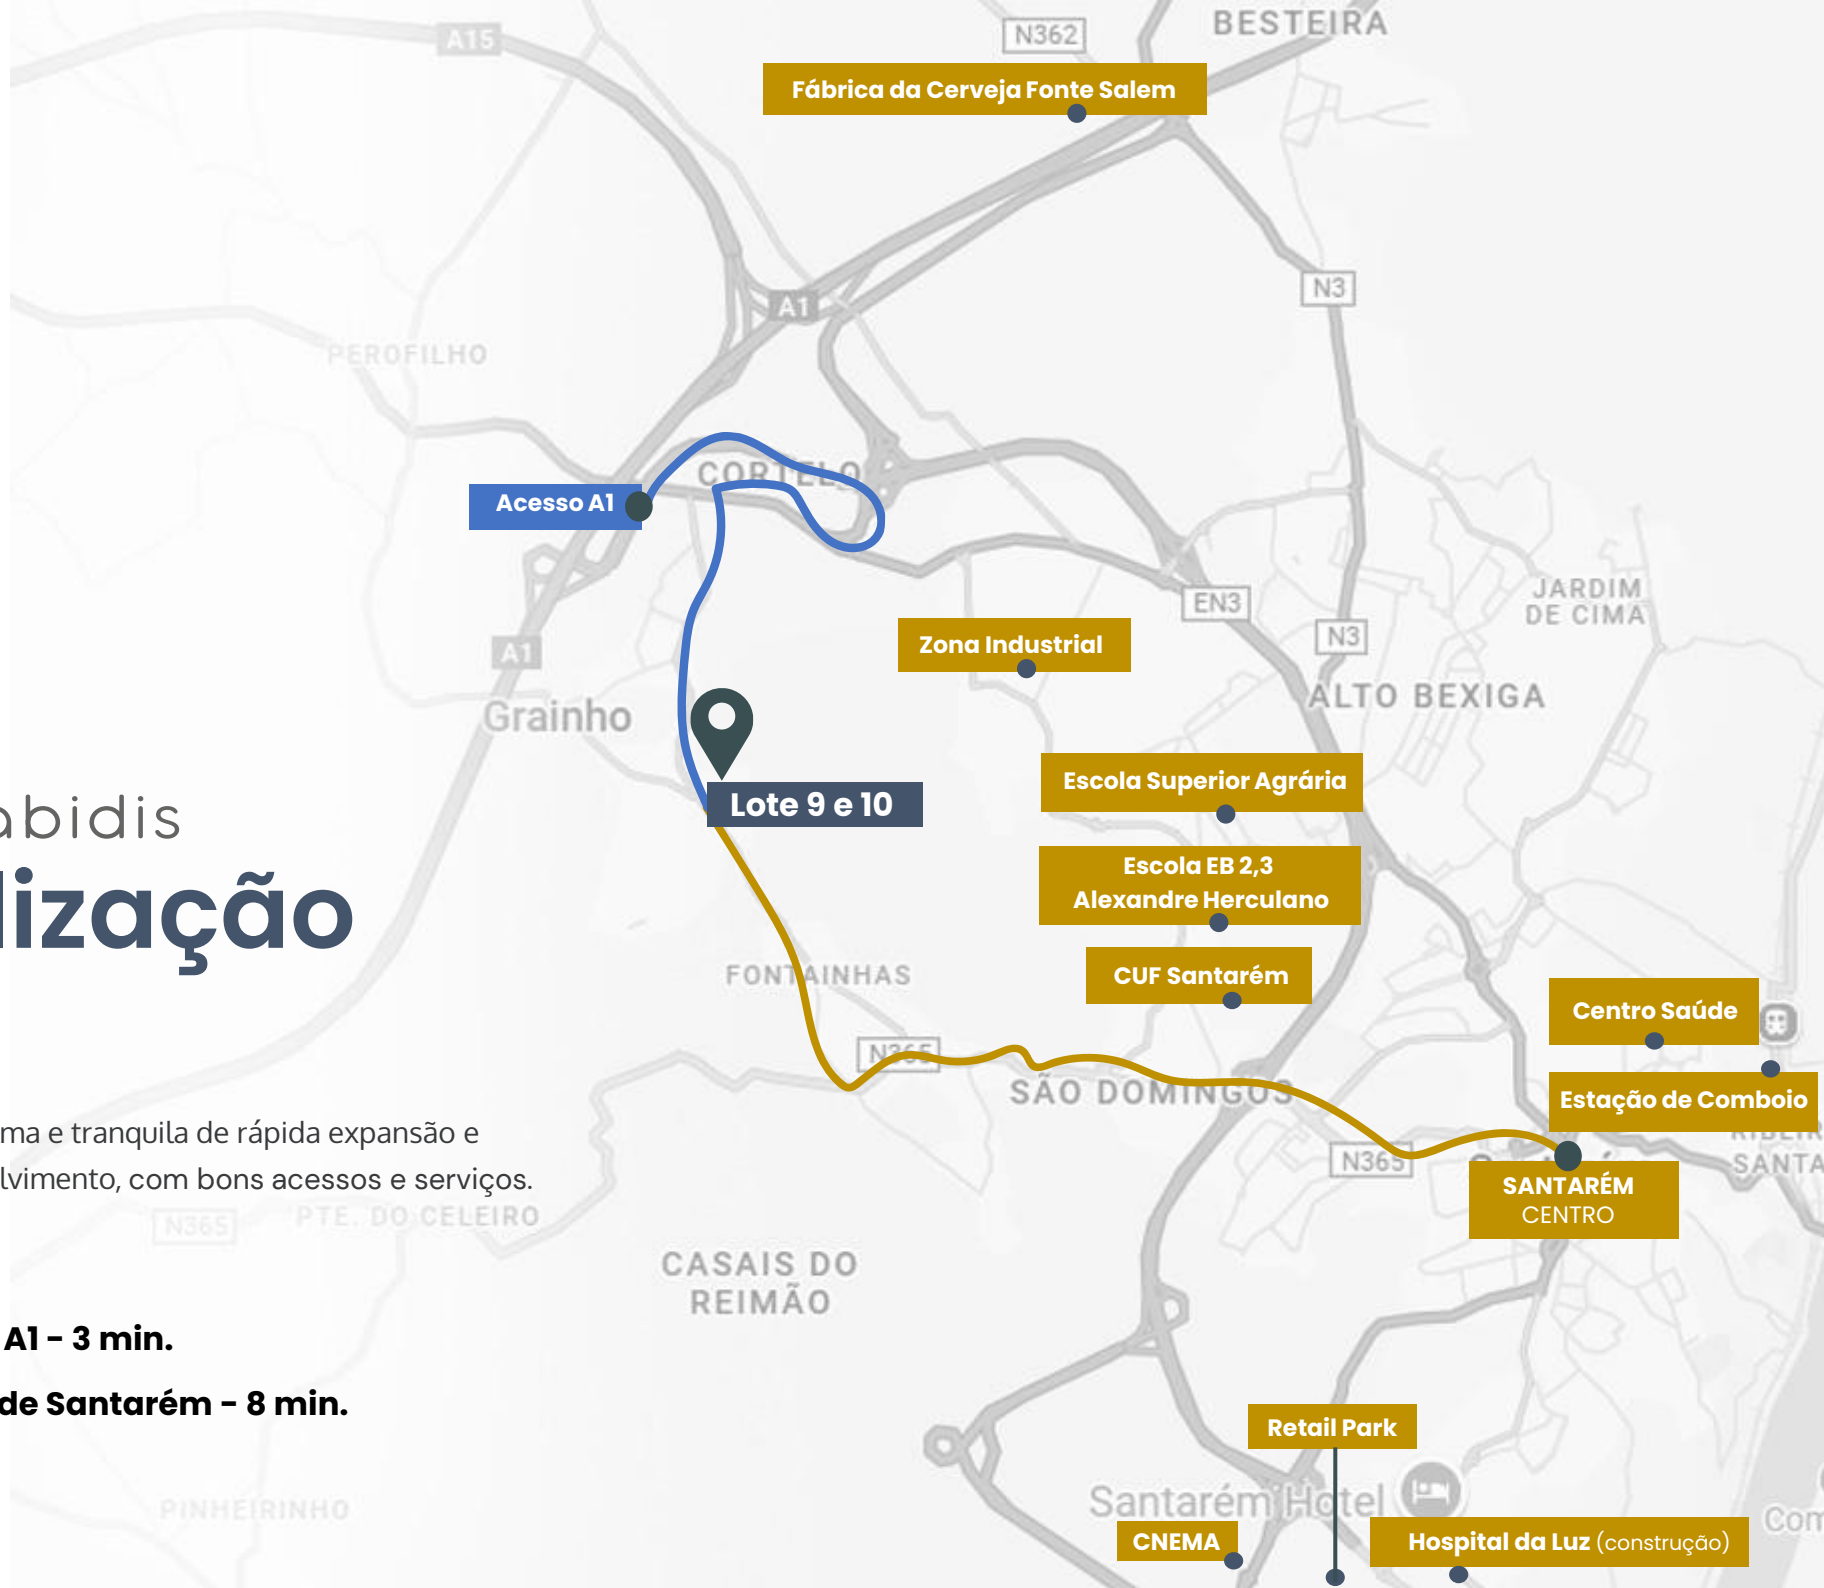 A15
N362
BESTEIRA
Fábrica da Cerveja Fonte Salem
N3
A1
PEROFILHO
CORTELO
Acesso A1
EN3
JARDIM
DE CIMA
N3
Zona Industrial
A1
Grainho
ALTO BEXIGA
Escola Superior Agrária
Lote 9 e 10
abidis
lização
Escola EB 2,3
Alexandre Herculano
FONTAINHAS
CUF Santarém
Centro Saúde
N365
SÃO DOMINGOS
Estação de Comboio
ma e tranquila de rápida expansão e
lvimento, com bons acessos e serviços.
N365
SANTA
SANTARÉM
CENTRO
N365
PTE. DO CELEIRO
CASAIS DO
REIMÃO
A1 - 3 min.
de Santarém - 8 min.
Retail Park
Santarém Hotel
PINHEIRINHO
Com
CNEMA
Hospital da Luz (construção)